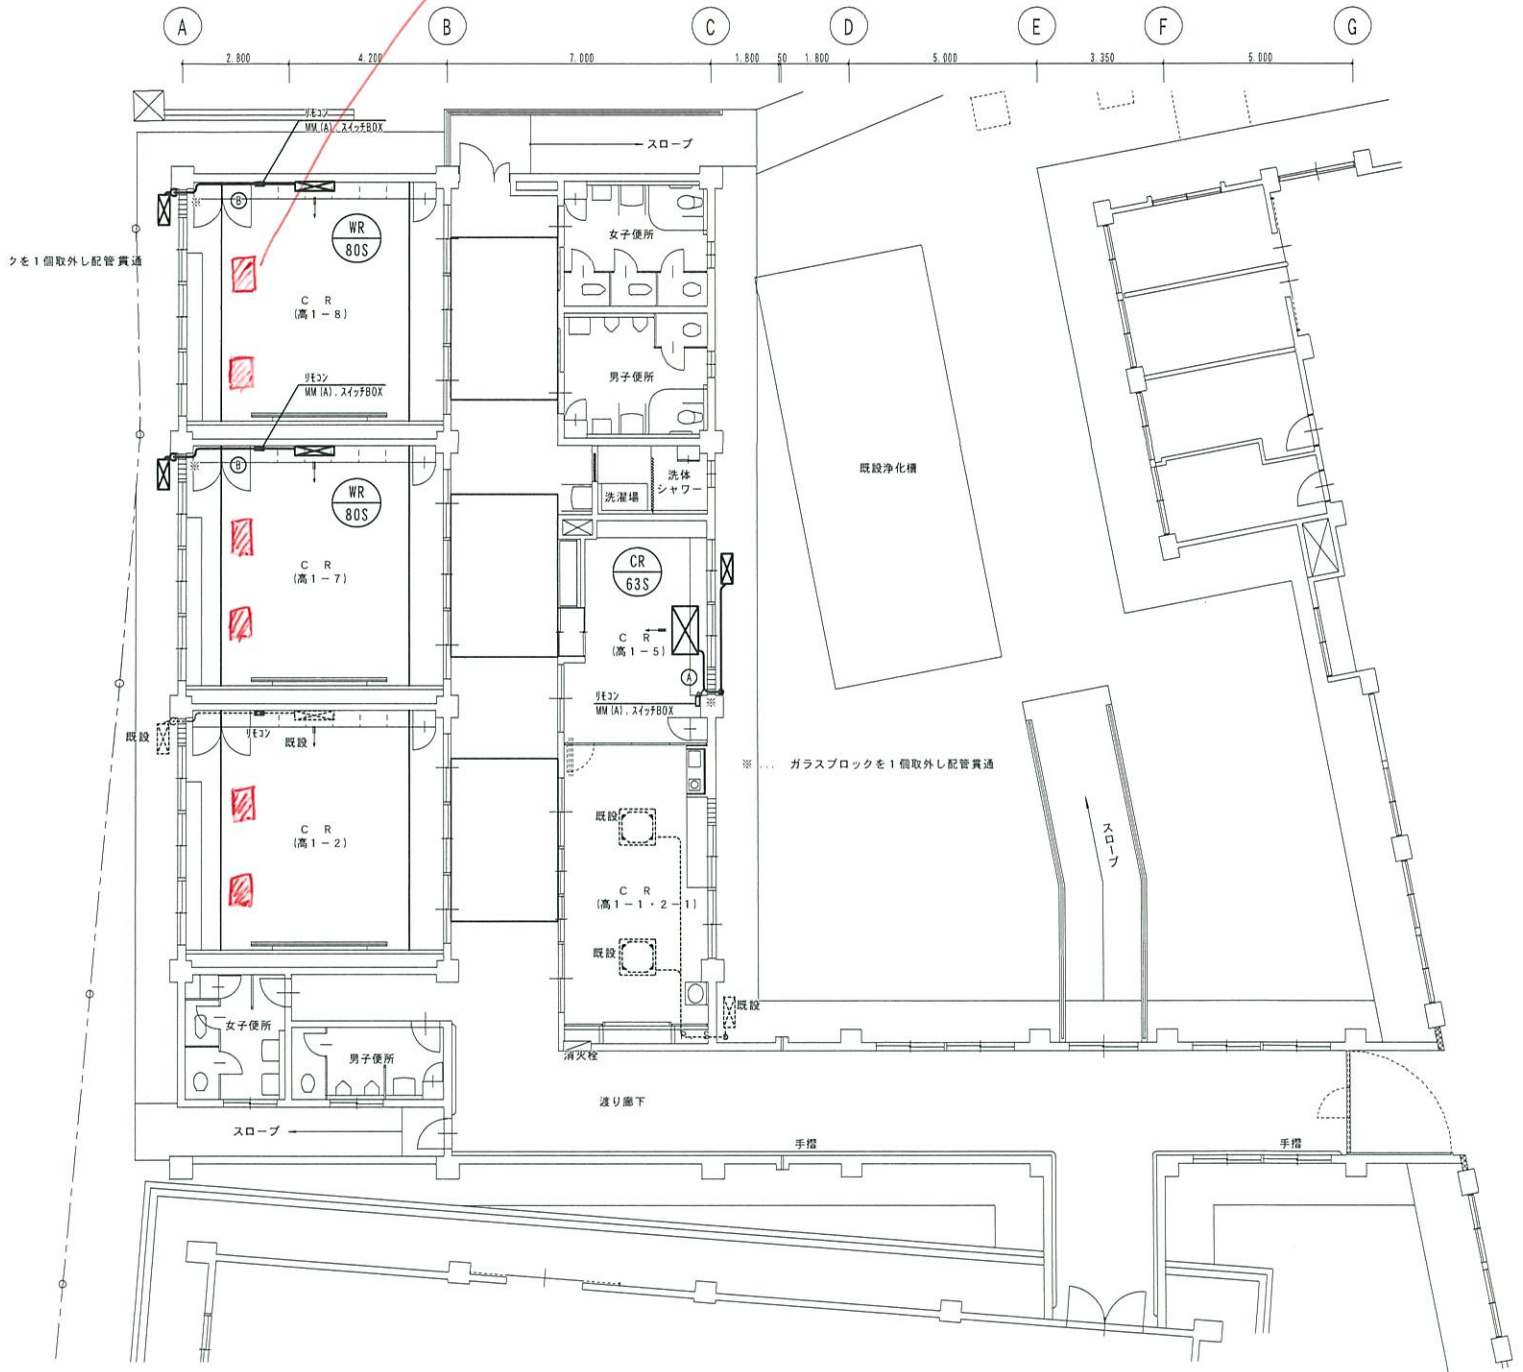 A
B
C
D
E
F
G
2.800
4.200
7.000
1.800
50
1.800
5.000
3.350
5.000
リモコン
MM(A).スイッチBOX
スロープ
B
WR
80S
女子便所
クを1個取外し配管貫通
C R
(高1-8)
男子便所
リモコン
MM(A).スイッチBOX
※
B
WR
80S
洗体
シャワー
洗濯場
既設浄化槽
C R
(高1-7)
CR
63S
C R
(高1-5)
A
リモコン
MM(A).スイッチBOX
※
既設
リモコン
既設
※ ... ガラスブロックを1個取外し配管貫通
C R
(高1-2)
既設
スロープ
C R
(高1-1・2-1)
既設
既設
女子便所
男子便所
消火栓
渡り廊下
スロープ
手摺
手摺